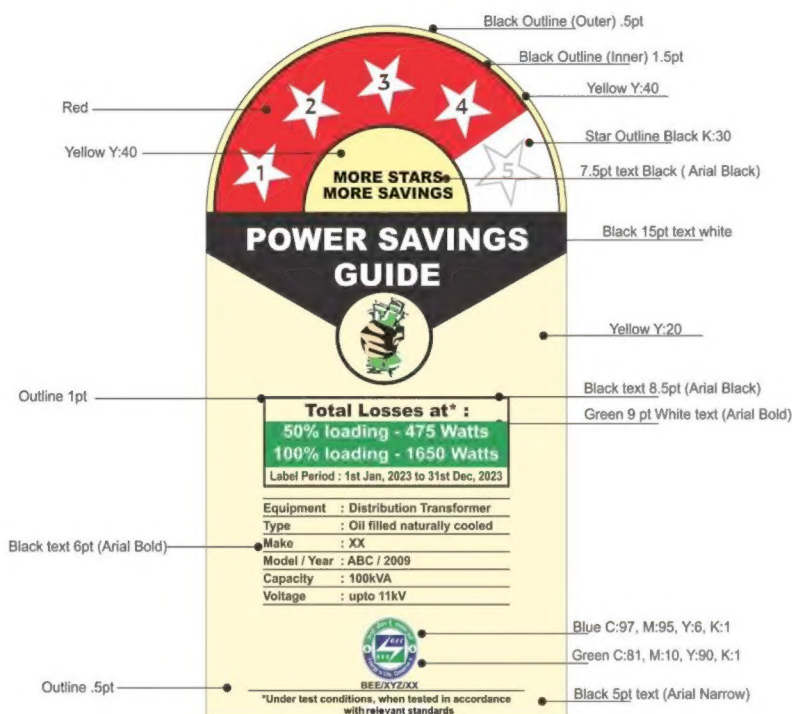 Black Outline (Outer) .5pt
Black Outline (Inner) 1.5pt
Yellow Y:40
Red
Star Outline Black K:30
Yellow Y:40
7.5pt text Black ( Arial Black)
1
2
3
4
5
MORE STARS
MORE SAVINGS
POWER SAVINGS
GUIDE
Black 15pt text white
Yellow Y:20
Outline 1pt
Black text 8.5pt (Arial Black)
Green 9 pt White text (Arial Bold)
Total Losses at* :
50% loading - 475 Watts
100% loading - 1650 Watts
Label Period : 1st Jan, 2023 to 31st Dec, 2023
Equipment : Distribution Transformer
Type : Oil filled naturally cooled
Make : XX
Model / Year : ABC / 2009
Capacity : 100kVA
Voltage : upto 11kV
Black text 6pt (Arial Bold)
Blue C:97, M:95, Y:6, K:1
Green C:81, M:10, Y:90, K:1
BEE/XYZ/XX
Outline .5pt
Black 5pt text (Arial Narrow)
*Under test conditions, when tested in accordance
with relevant standards